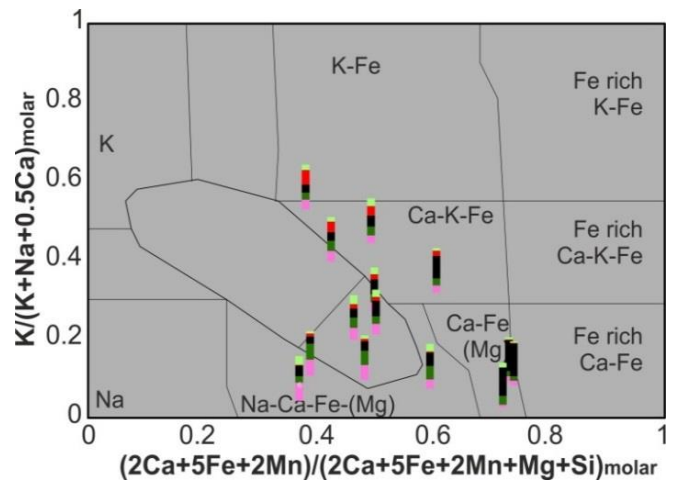 1
K-Fe
Fe rich
K-Fe
0.8
K
0.6
Ca-K-Fe
Fe rich
Ca-K-Fe
0.4
Ca-Fe
(Mg)
Fe rich
Ca-Fe
0.2
Na
Na-Ca-Fe-(Mg)
0
0 0.2 0.4 0.6 0.8 1
K/(K+Na+0.5Ca)molar
(2Ca+5Fe+2Mn)/(2Ca+5Fe+2Mn+Mg+Si)molar